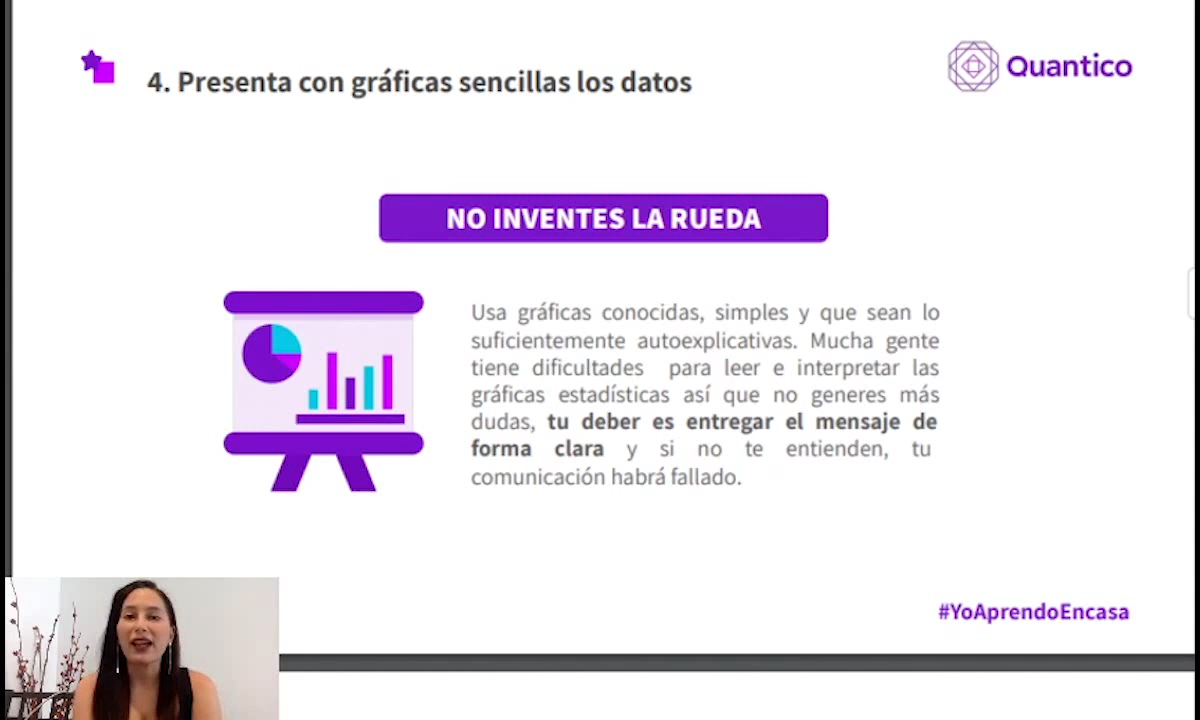 4. Presenta con gráficas sencillas los datos
Quantico
NO INVENTES LA RUEDA
Usa gráficas conocidas, simples y que sean lo
suficientemente autoexplicativas. Mucha gente
tiene dificultades para leer e interpretar las
gráficas estadísticas así que no generes más
dudas, tu deber es entregar el mensaje de
forma clara y si no te entienden, tu
comunicación habrá fallado.
#YoAprendoEncasa